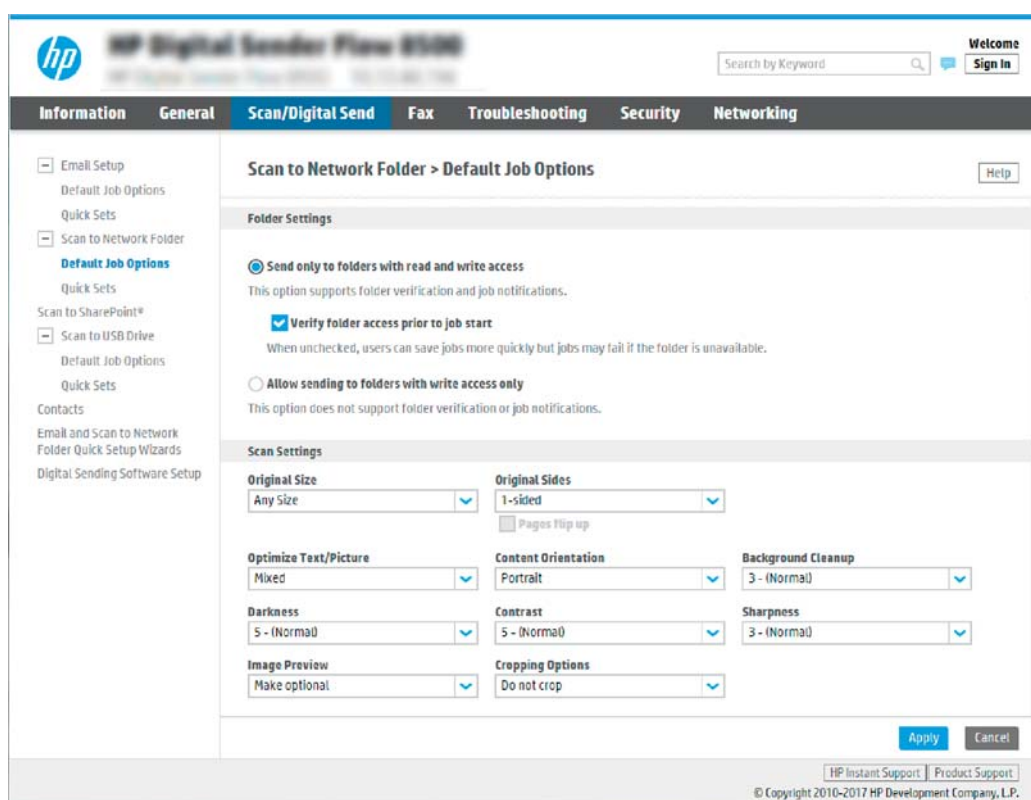 hp
HP Digital Sender Flow 8500
Welcome
Search by Keyword
Sign In
Information General Scan/Digital Send Fax Troubleshooting Security Networking
Email Setup
Default Job Options
Quick Sets
Scan to Network Folder
Default Job Options
Quick Sets
Scan to SharePoint®
Scan to USB Drive
Default Job Options
Quick Sets
Contacts
Email and Scan to Network
Folder Quick Setup Wizards
Digital Sending Software Setup
Scan to Network Folder > Default Job Options
Help
Folder Settings
Send only to folders with read and write access
This option supports folder verification and job notifications.
Verify folder access prior to job start
When unchecked, users can save jobs more quickly but jobs may fail if the folder is unavailable.
Allow sending to folders with write access only
This option does not support folder verification or job notifications.
Scan Settings
Original Size Original Sides
Any Size 1-sided
Pages flip up
Optimize Text/Picture Content Orientation Background Cleanup
Mixed Portrait 3 - (Normal)
Darkness Contrast Sharpness
5 - (Normal) 5 - (Normal) 3 - (Normal)
Image Preview Cropping Options
Make optional Do not crop
Apply Cancel
HP Instant Support Product Support
© Copyright 2010-2017 HP Development Company, L.P.